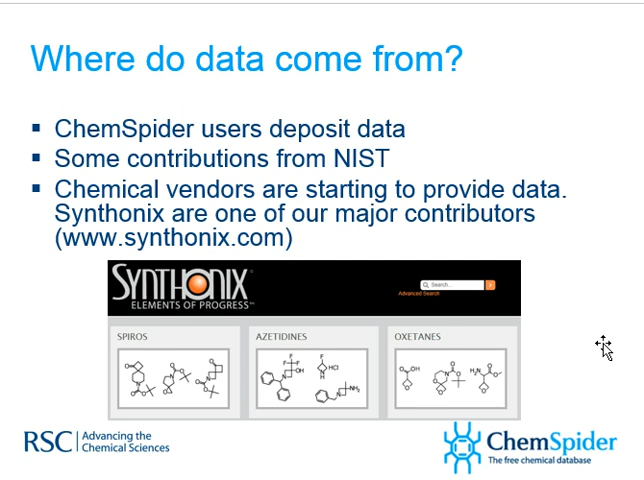 Where do data come from?
ChemSpider users deposit data
Some contributions from NIST
Chemical vendors are starting to provide data.
Synthonix are one of our major contributors
(www.synthonix.com)
SYNTHONIX
ELEMENTS OF PROGRESS™
Search...
Advanced Search
SPIROS
AZETIDINES
OXETANES
RSC | Advancing the
Chemical Sciences
ChemSpider
The free chemical database